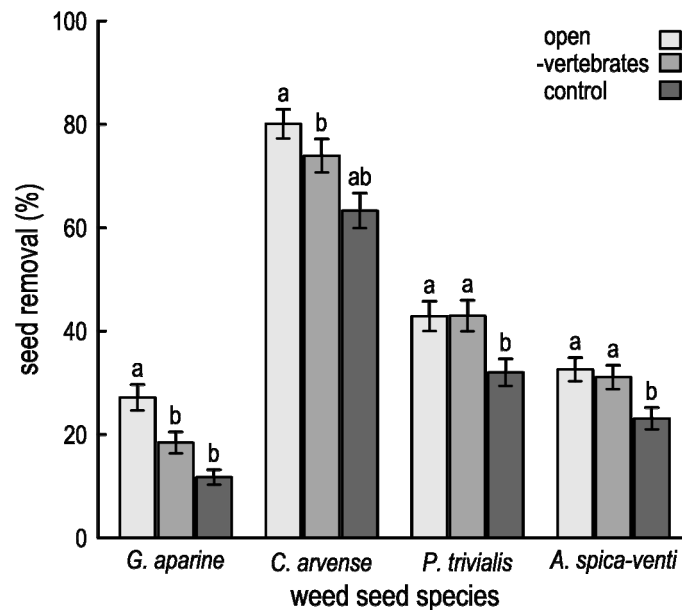 100
80
60
40
20
0
seed removal (%)
open
-vertebrates
control
a
b
b
a
b
ab
a
a
b
a
a
b
G. aparine
C. arvense
P. trivialis
A. spica-venti
weed seed species